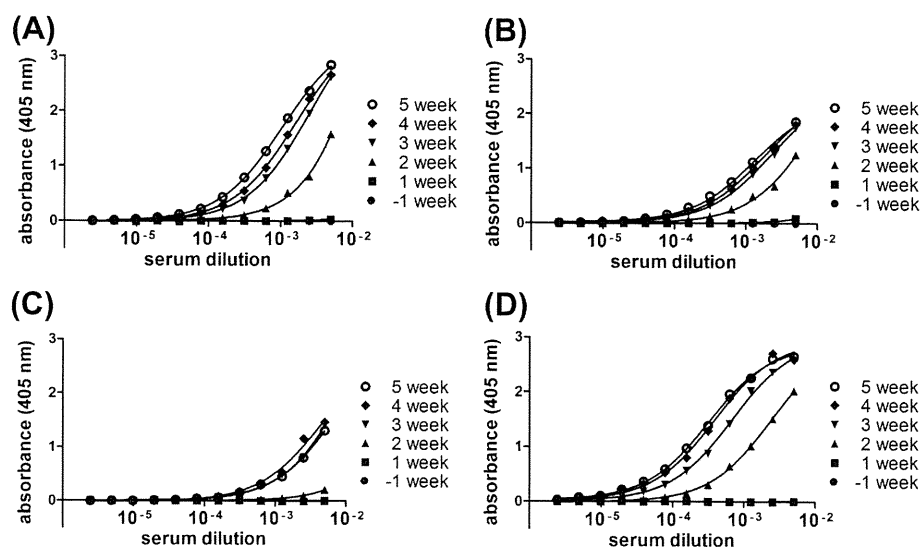 (A)
absorbance (405 nm)
3
2
1
0
10-5
10-4
10-3
10-2
serum dilution
5 week
4 week
3 week
2 week
1 week
-1 week
(B)
absorbance (405 nm)
3
2
1
0
10-5
10-4
10-3
10-2
serum dilution
5 week
4 week
3 week
2 week
1 week
-1 week
(C)
absorbance (405 nm)
3
2
1
0
10-5
10-4
10-3
10-2
serum dilution
5 week
4 week
3 week
2 week
1 week
-1 week
(D)
absorbance (405 nm)
3
2
1
0
10-5
10-4
10-3
10-2
serum dilution
5 week
4 week
3 week
2 week
1 week
-1 week